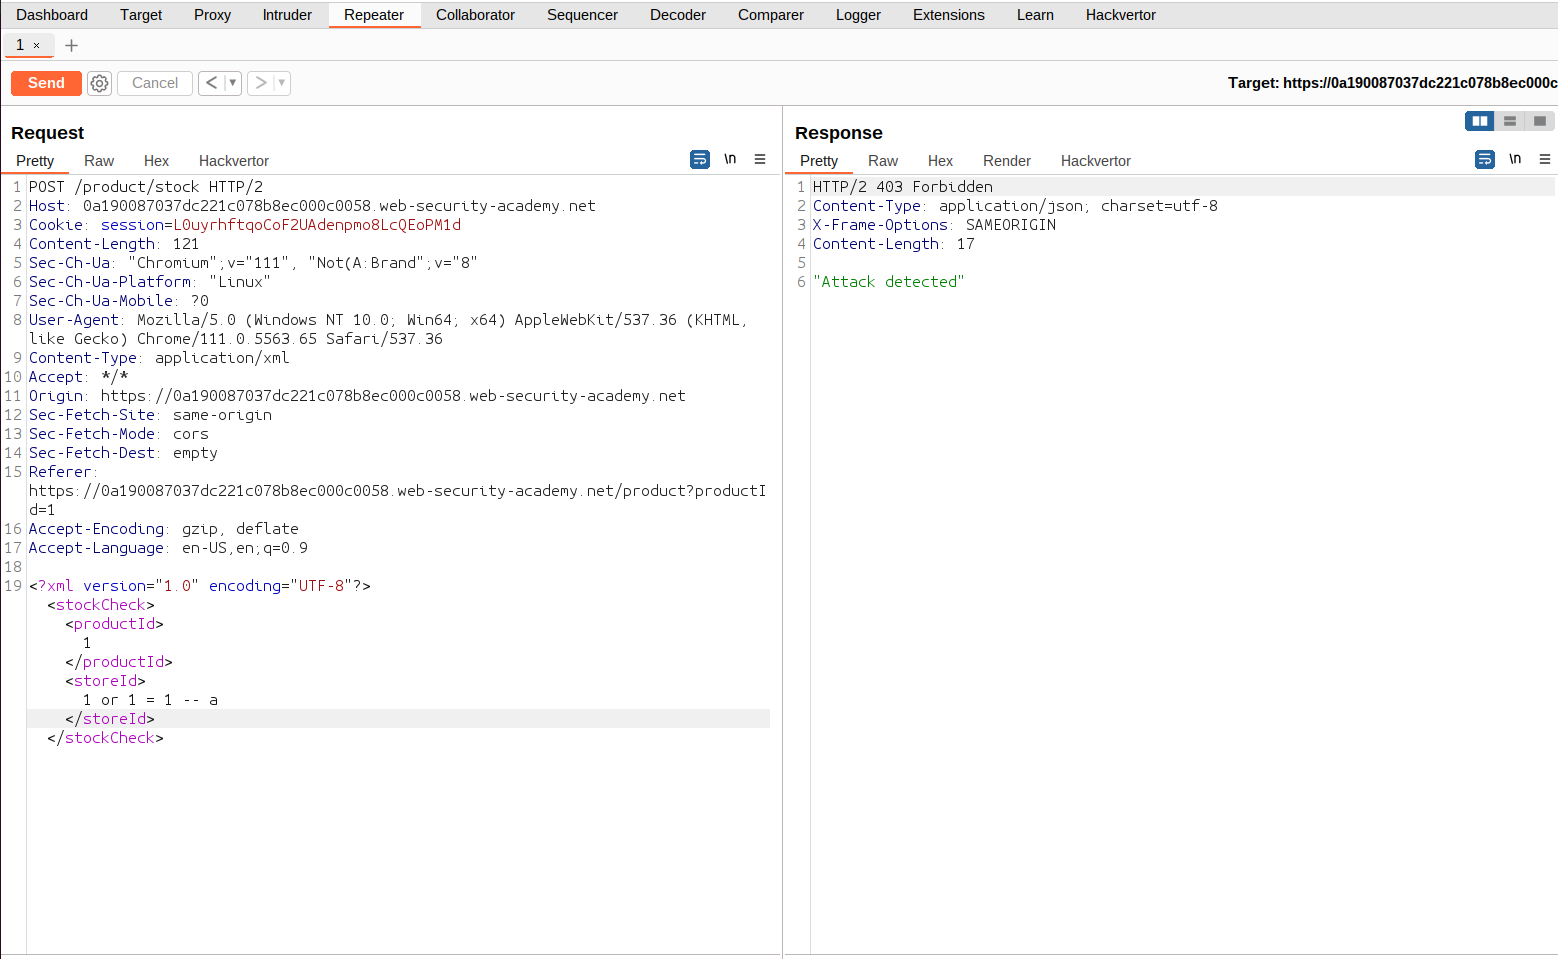 Dashboard Target Proxy Intruder Repeater Collaborator Sequencer Decoder Comparer Logger Extensions Learn Hackvertor
1 × +
Send Cancel < >
Target: https://0a190087037dc221c078b8ec000c
Request
Pretty Raw Hex Hackvertor \n
1 POST /product/stock HTTP/2
2 Host: 0a190087037dc221c078b8ec000c0058.web-security-academy.net
3 Cookie: session=L0uyrhftqoCoF2UAdenpmo8LcQEoPM1d
4 Content-Length: 121
5 Sec-Ch-Ua: "Chromium";v="111", "Not(A:Brand";v="8"
6 Sec-Ch-Ua-Platform: "Linux"
7 Sec-Ch-Ua-Mobile: ?0
8 User-Agent: Mozilla/5.0 (Windows NT 10.0; Win64; x64) AppleWebKit/537.36 (KHTML,
like Gecko) Chrome/111.0.5563.65 Safari/537.36
9 Content-Type: application/xml
10 Accept: */*
11 Origin: https://0a190087037dc221c078b8ec000c0058.web-security-academy.net
12 Sec-Fetch-Site: same-origin
13 Sec-Fetch-Mode: cors
14 Sec-Fetch-Dest: empty
15 Referer:
https://0a190087037dc221c078b8ec000c0058.web-security-academy.net/product?productI
d=1
16 Accept-Encoding: gzip, deflate
17 Accept-Language: en-US,en;q=0.9
18
19 <?xml version="1.0" encoding="UTF-8"?>
<stockCheck>
<productId>
1
</productId>
<storeId>
1 or 1 = 1 -- a
</storeId>
</stockCheck>
Response
Pretty Raw Hex Render Hackvertor \n
1 HTTP/2 403 Forbidden
2 Content-Type: application/json; charset=utf-8
3 X-Frame-Options: SAMEORIGIN
4 Content-Length: 17
5
6 "Attack detected"